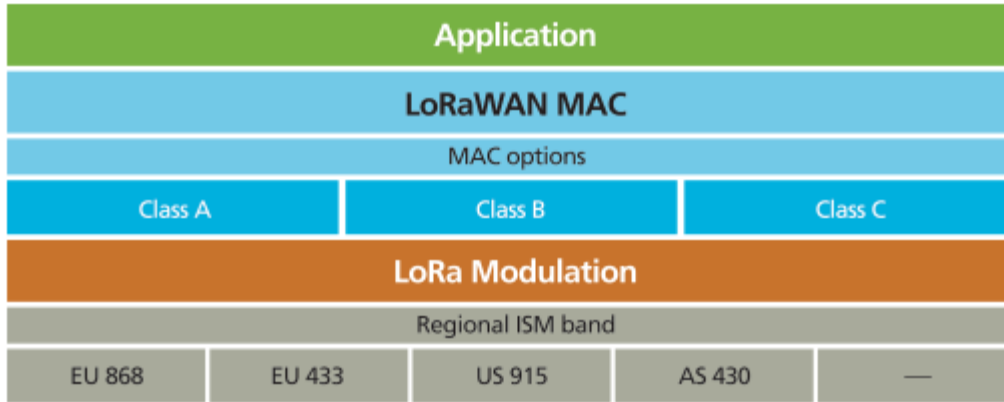 Application
LoRaWAN MAC
MAC options
Class A Class B Class C
LoRa Modulation
Regional ISM band
EU 868 EU 433 US 915 AS 430 —